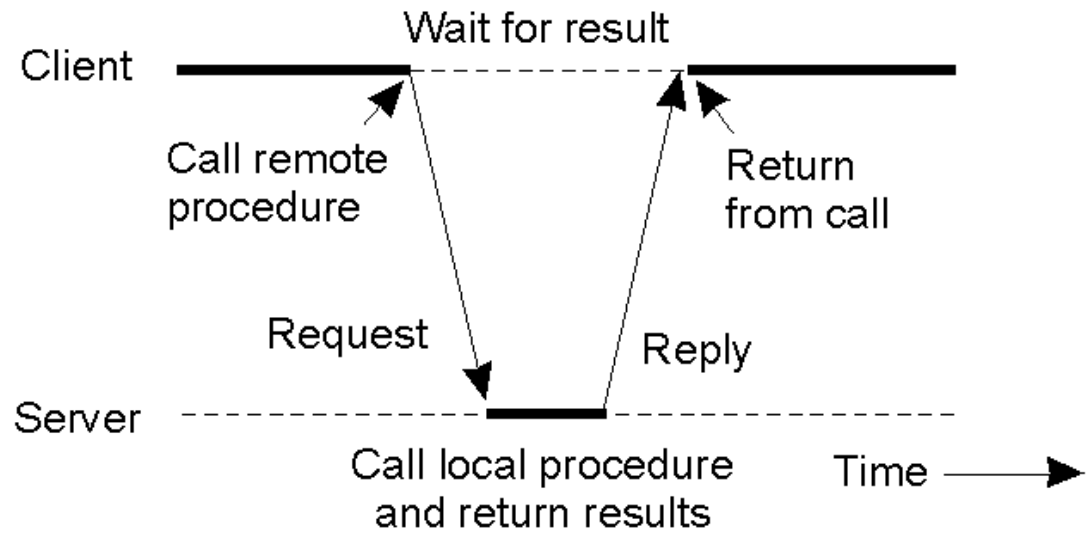 Wait for result
Client
Call remote
procedure
Return
from call
Request
Reply
Server
Call local procedure
and return results
Time